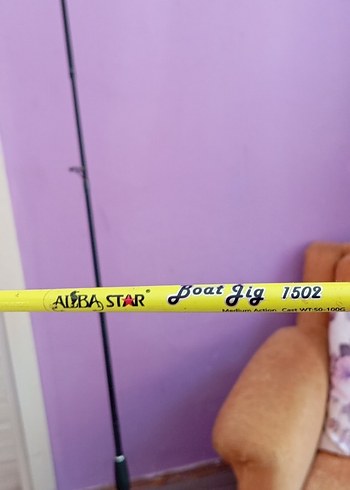 ALBA STAR® Boat Jig 1502
Medium Action Cast WT:50-100G